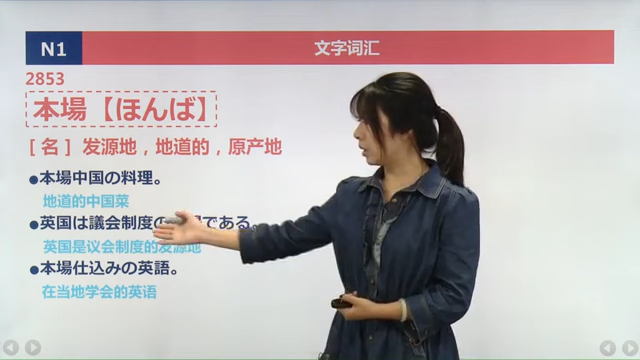 N1 文字词汇
2853
本場【ほんば】
[ 名 ] 发源地，地道的，原产地
●本場中国の料理。
地道的中国菜
●英国は議会制度の である。
英国是议会制度的发源地
●本場仕込みの英語。
在当地学会的英语